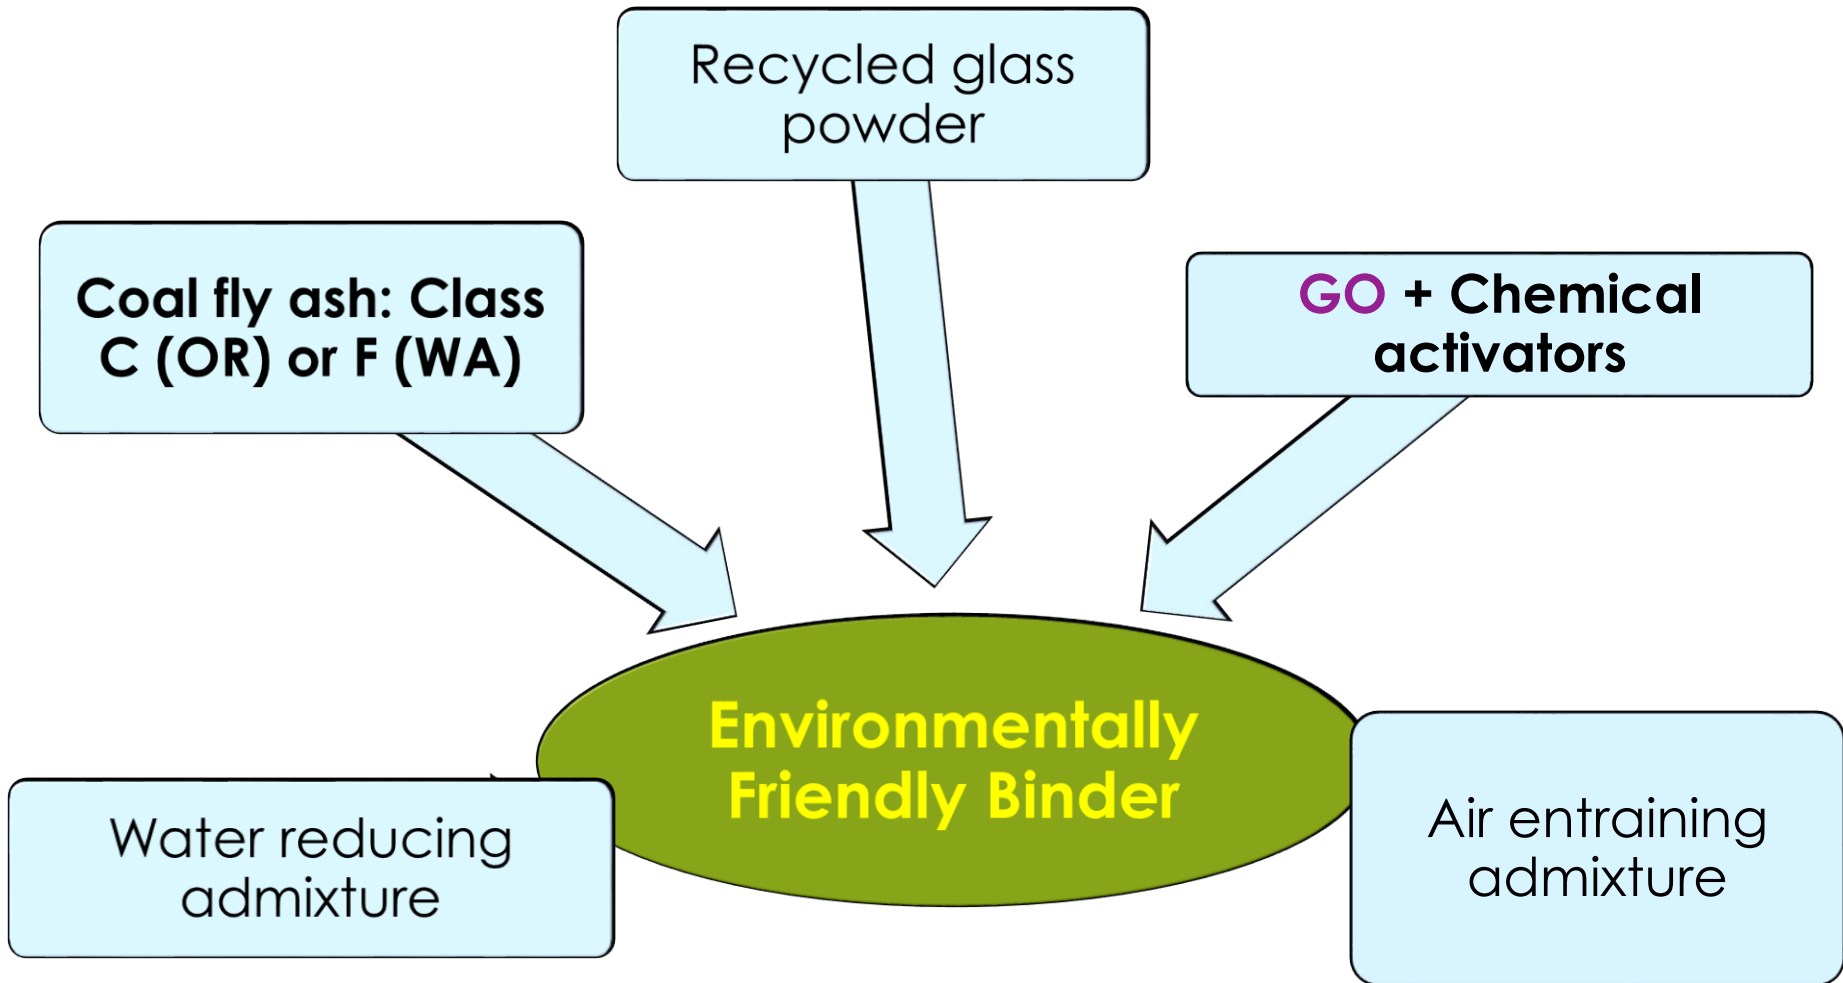 Recycled glass
powder
Coal fly ash: Class
C (OR) or F (WA)
GO + Chemical
activators
Environmentally
Friendly Binder
Water reducing
admixture
Air entraining
admixture